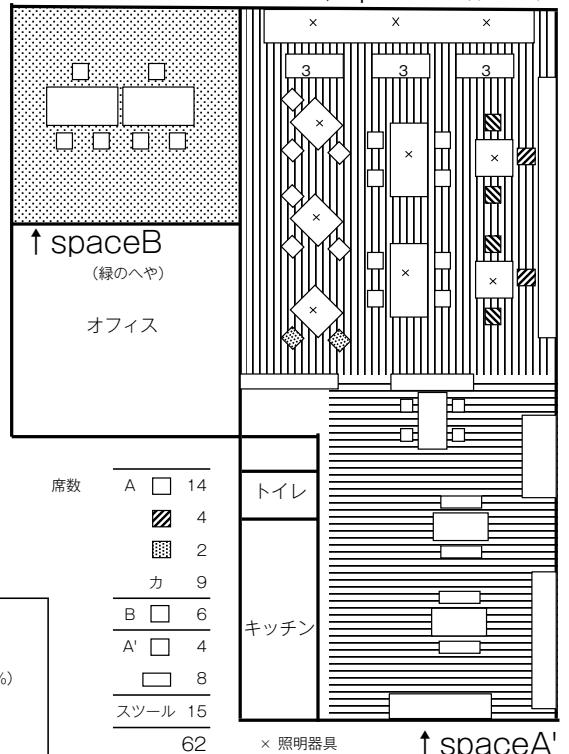 ×　×　×
3　3　3
× × ×
× ×
× ×
×
↑ spaceB
（緑のへや）
オフィス
席数 A □ 14
4
2
カ 9
B □ 6
A' □ 4
8
スツール 15
62
トイレ
キッチン
%）
× 照明器具
↑ spaceA'